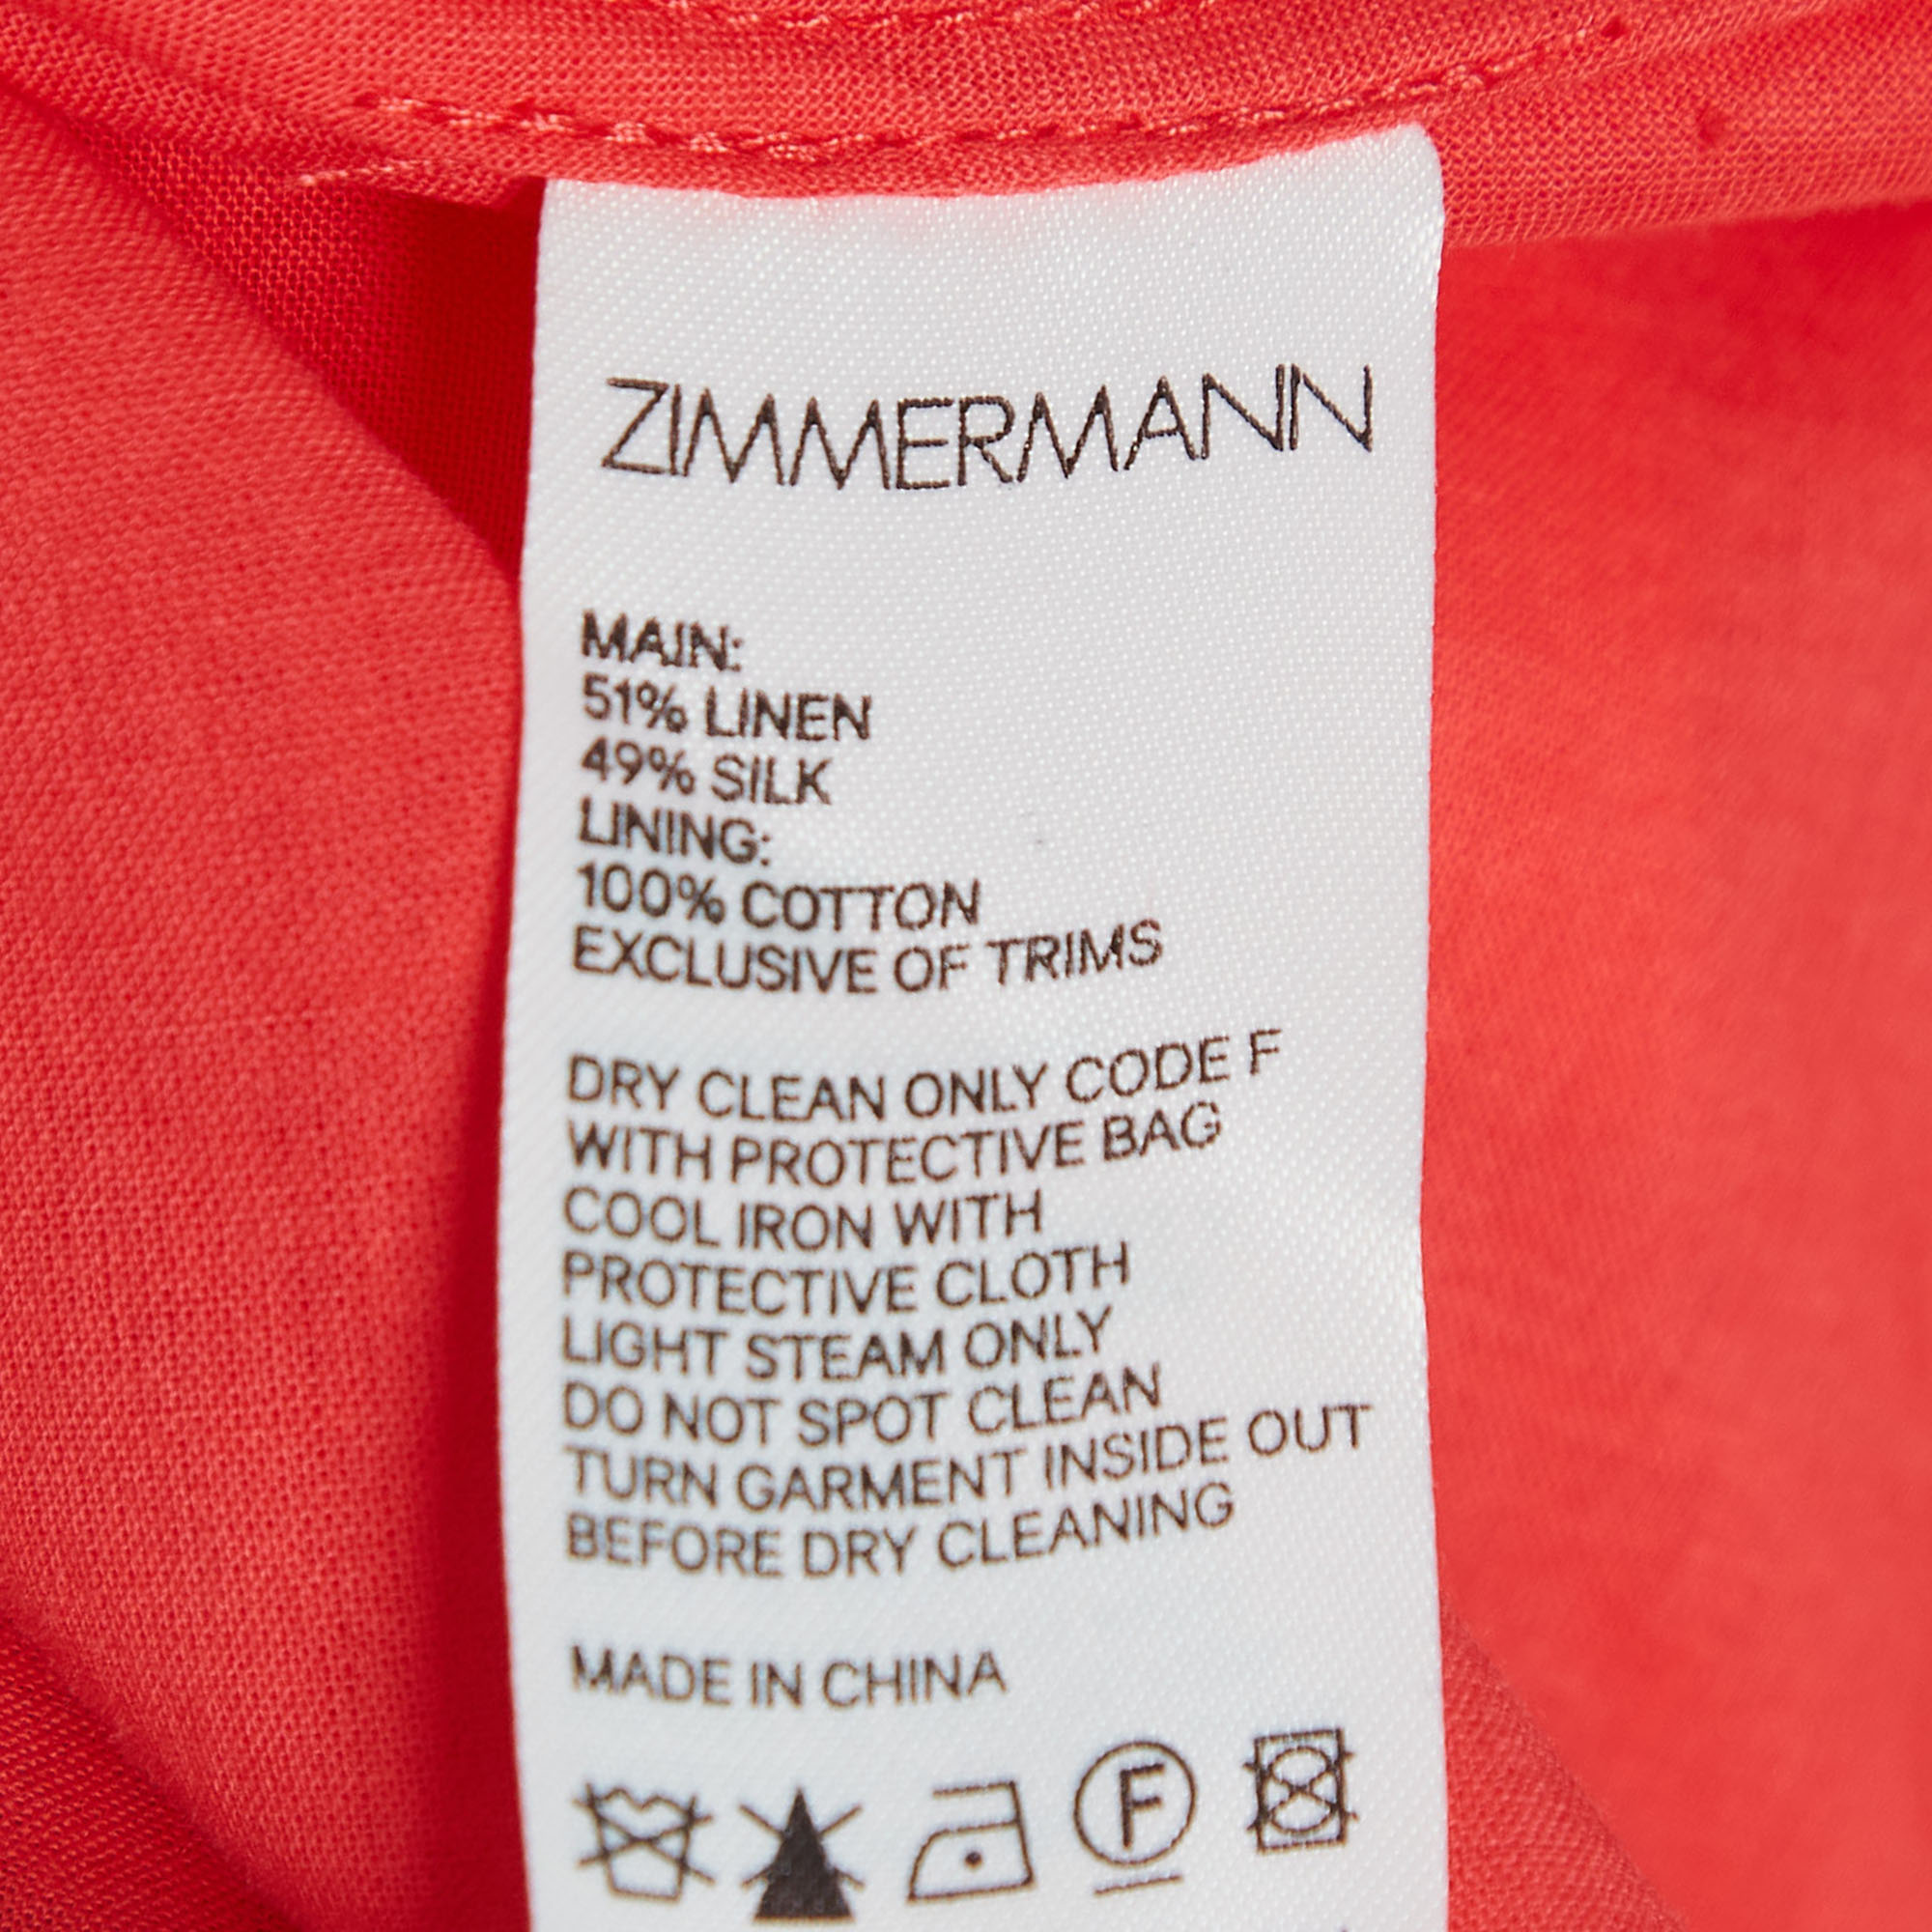 ZIMMERMANN
MAIN:
51% LINEN
49% SILK
LINING:
100% COTTON
EXCLUSIVE OF TRIMS
DRY CLEAN ONLY CODE F
WITH PROTECTIVE BAG
COOL IRON WITH
PROTECTIVE CLOTH
LIGHT STEAM ONLY
DO NOT SPOT CLEAN
TURN GARMENT INSIDE OUT
BEFORE DRY CLEANING
MADE IN CHINA
F